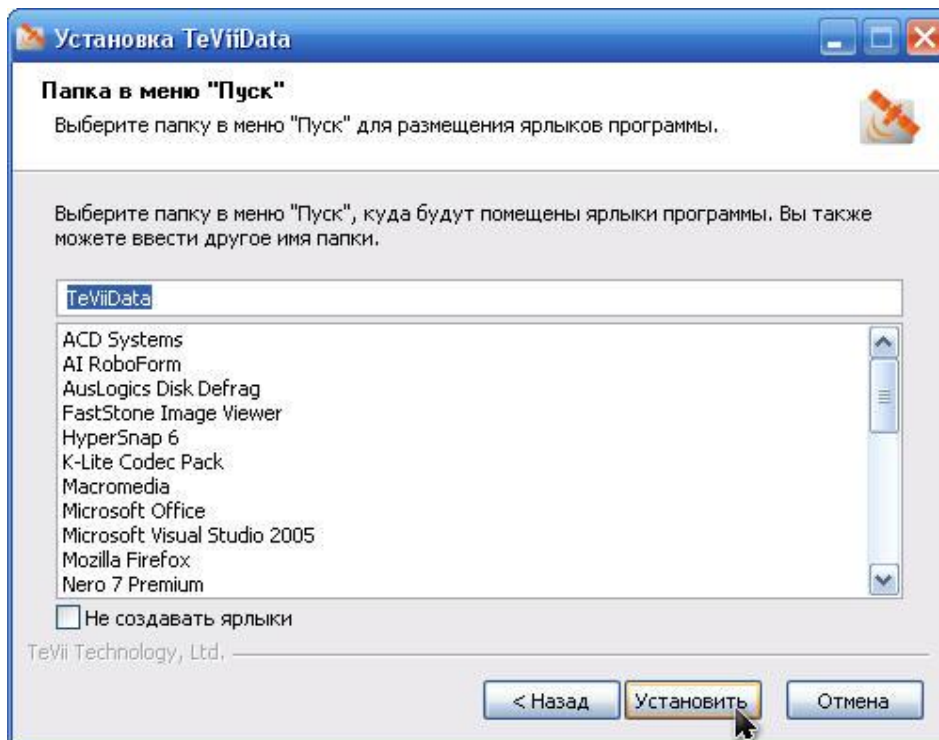 Установка TeViiData
Папка в меню "Пуск"
Выберите папку в меню "Пуск" для размещения ярлыков программы.
Выберите папку в меню "Пуск", куда будут помещены ярлыки программы. Вы также
можете ввести другое имя папки.
TeViiData
ACD Systems
AI RoboForm
AusLogics Disk Defrag
FastStone Image Viewer
HyperSnap 6
K-Lite Codec Pack
Macromedia
Microsoft Office
Microsoft Visual Studio 2005
Mozilla Firefox
Nero 7 Premium
Не создавать ярлыки
TeVii Technology, Ltd.
< Назад Установить Отмена